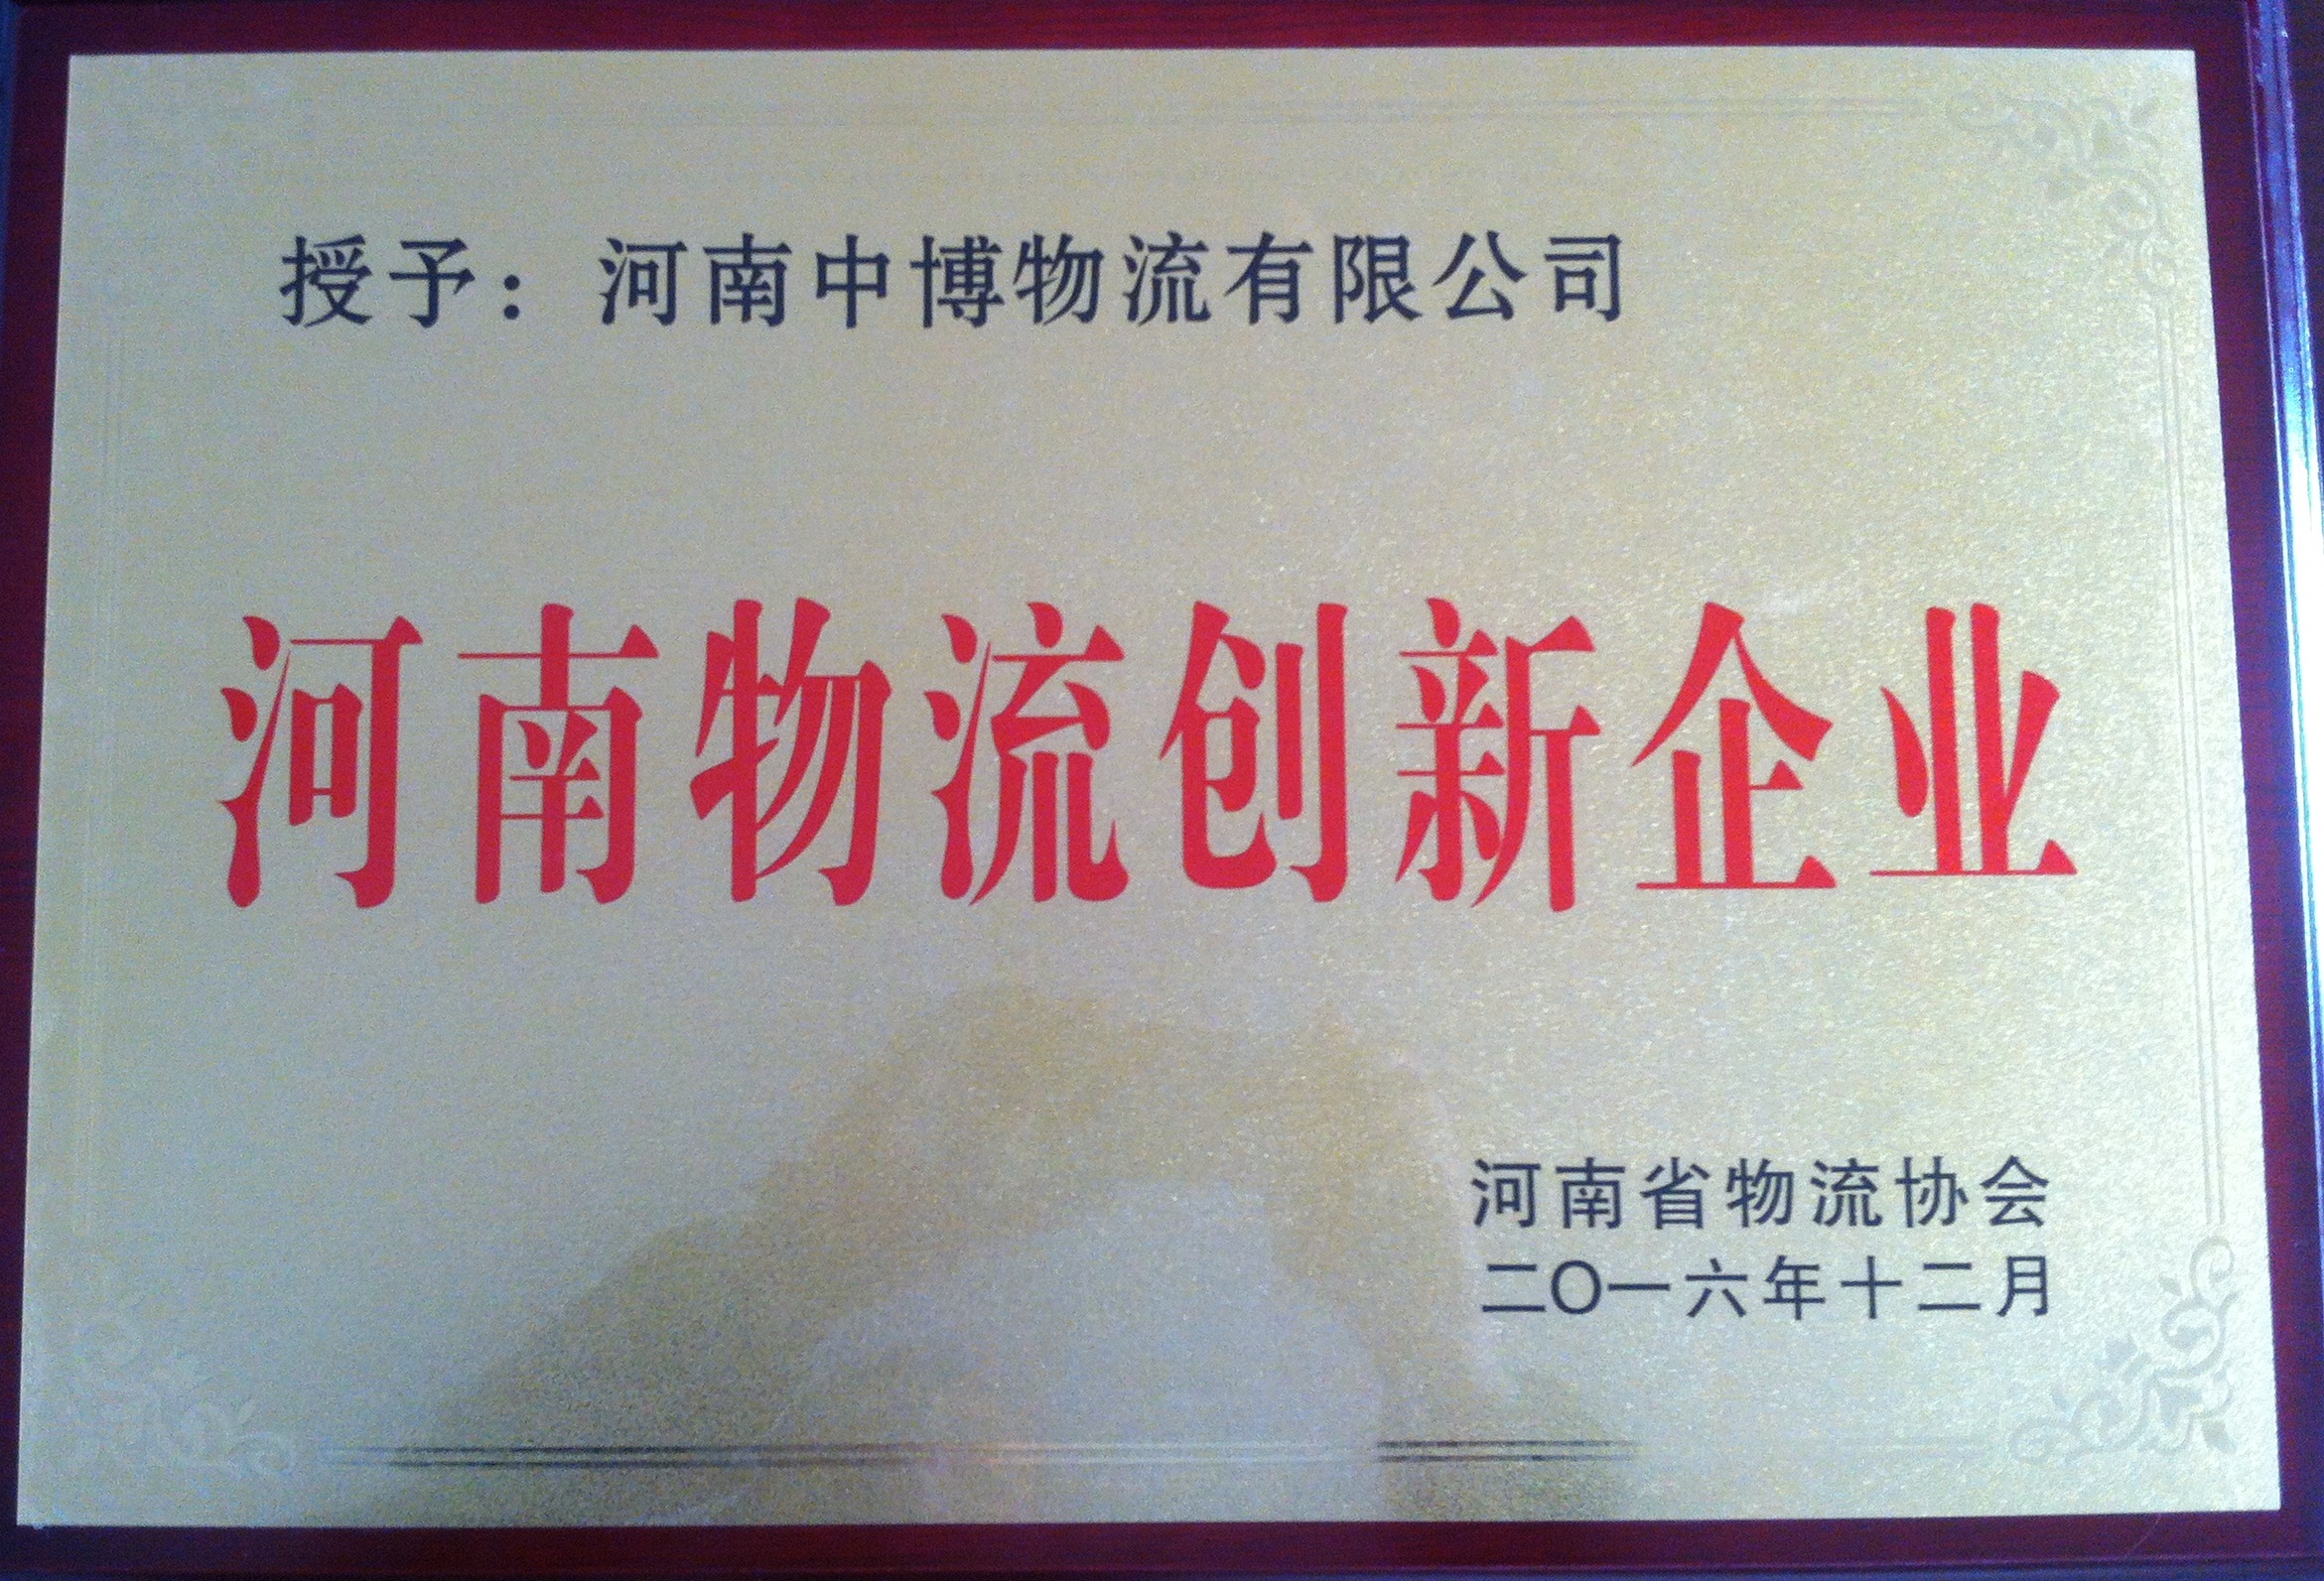 授予：河南中博物流有限公司
河南物流创新企业
河南省物流协会
二〇一六年十二月